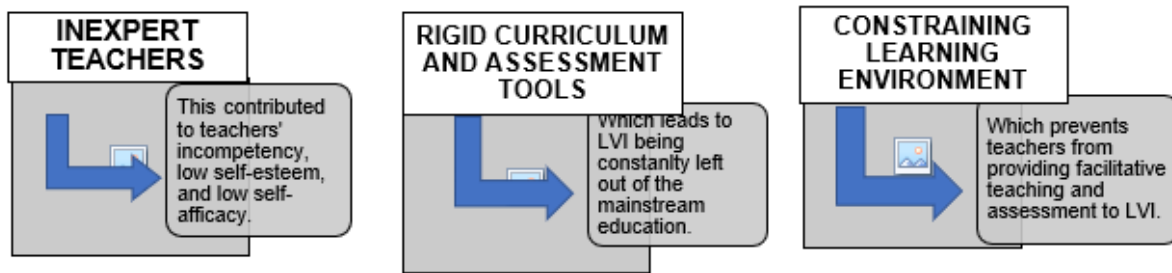 INEXPERT
TEACHERS
This contributed
to teachers'
incompetency,
low self-esteem,
and low self-
afficacy.
RIGID CURRICULUM
AND ASSESSMENT
TOOLS
Which leads to
LVI being
constanlty left
out of the
mainstream
education.
CONSTRAINING
LEARNING
ENVIRONMENT
Which prevents
teachers from
providing facilitative
teaching and
assessment to LVI.